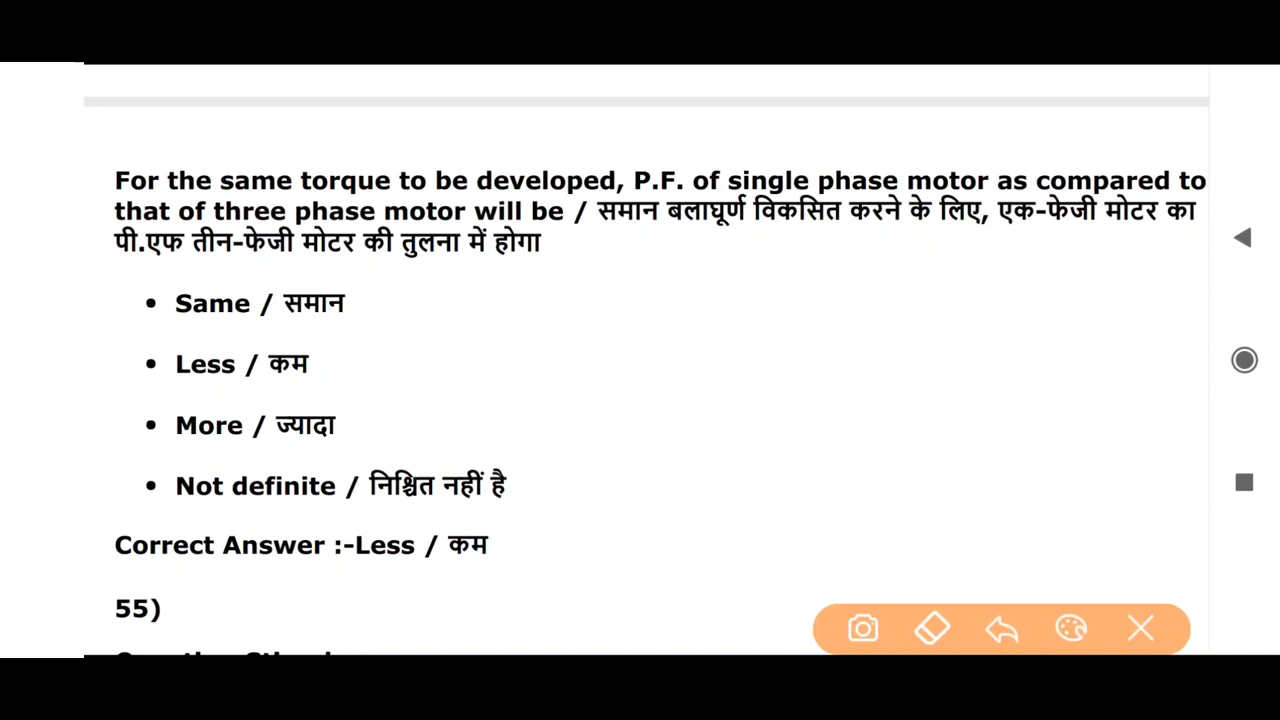 For the same torque to be developed, P.F. of single phase motor as compared to
that of three phase motor will be / समान बलाघूर्ण विकसित करने के लिए, एक-फेजी मोटर का
पी.एफ तीन-फेजी मोटर की तुलना में होगा
• Same / समान
• Less / कम
• More / ज्यादा
• Not definite / निश्चित नहीं है
Correct Answer :-Less / कम
55)